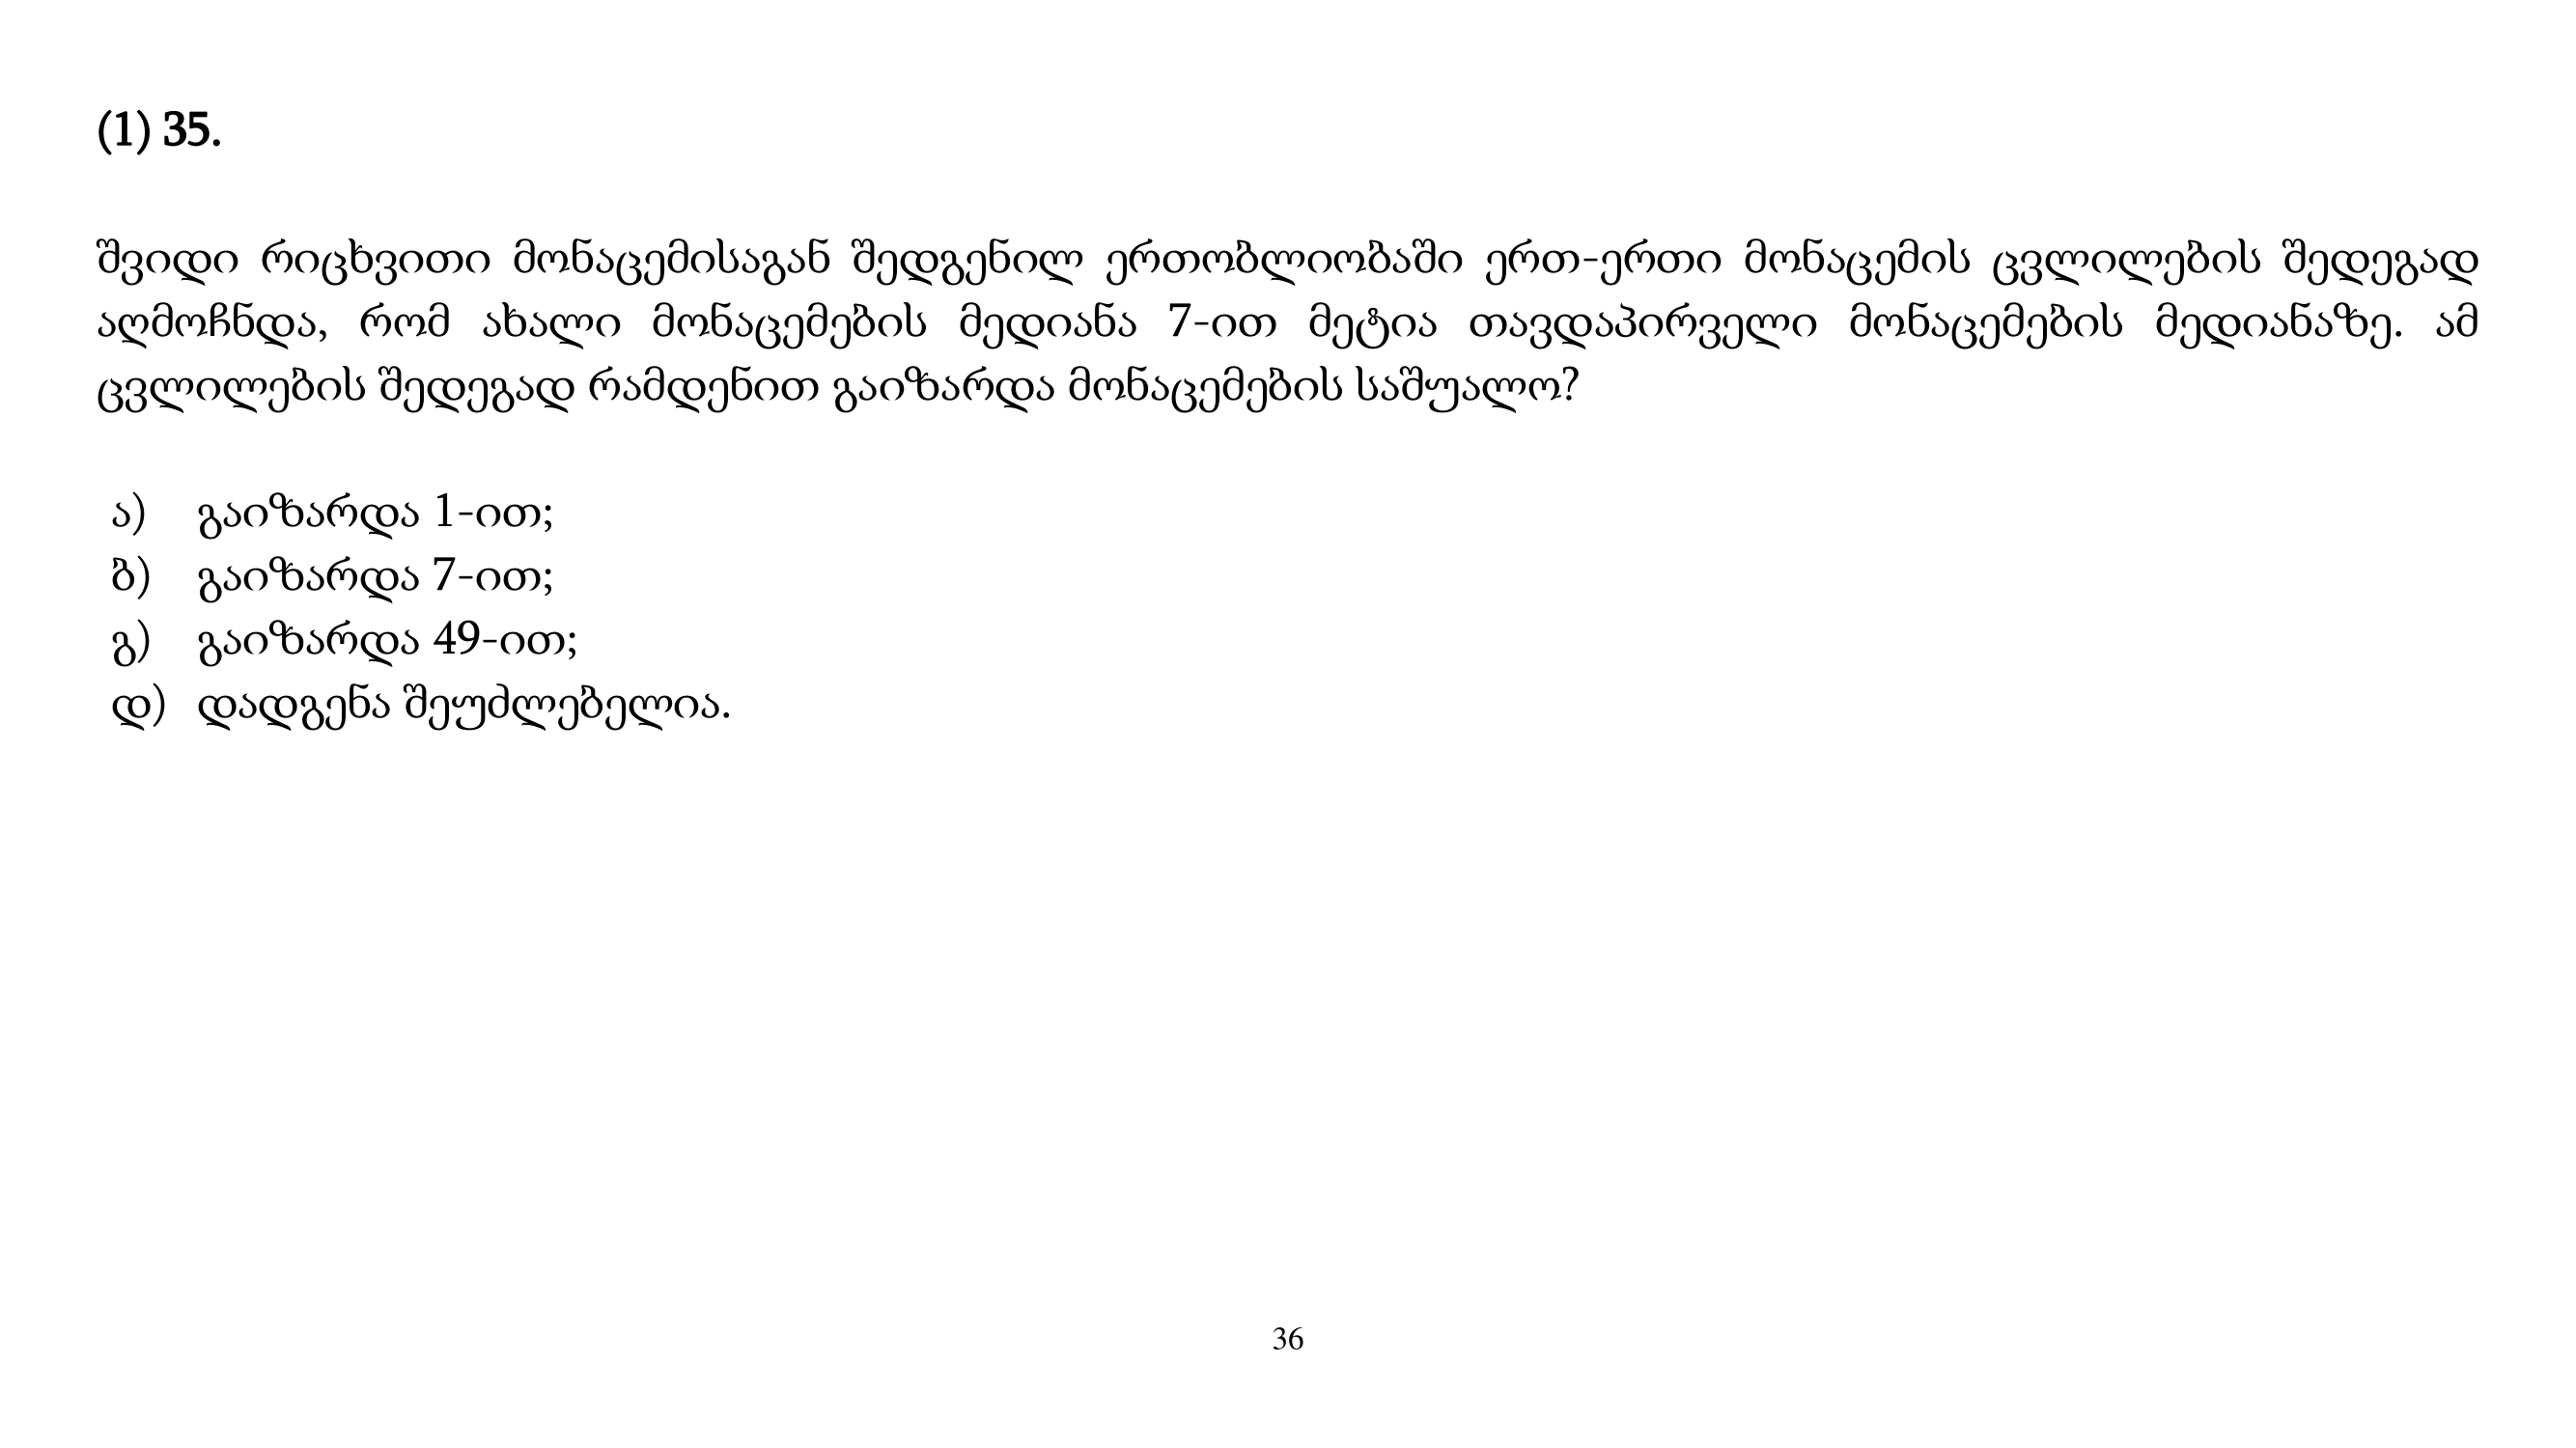 (1) 35.
შვიდი რიცხვითი მონაცემისაგან შედგენილ ერთობლიობაში ერთ-ერთი მონაცემის ცვლილების შედეგად
აღმოჩნდა, რომ ახალი მონაცემების მედიანა 7-ით მეტია თავდაპირველი მონაცემების მედიანაზე. ამ
ცვლილების შედეგად რამდენით გაიზარდა მონაცემების საშუალო?
ა) გაიზარდა 1-ით;
ბ) გაიზარდა 7-ით;
გ) გაიზარდა 49-ით;
დ) დადგენა შეუძლებელია.
36